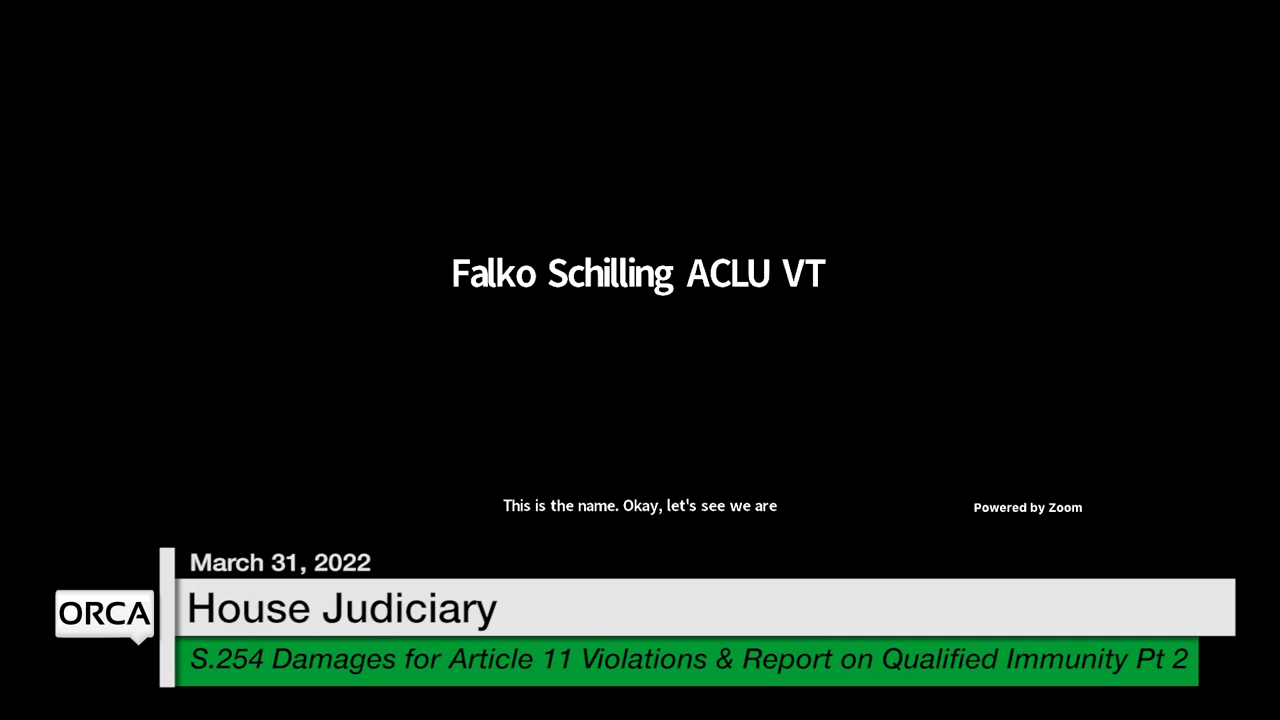 Falko Schilling ACLU VT
This is the name. Okay, let's see we are
Powered by Zoom
March 31, 2022
ORCA
House Judiciary
S.254 Damages for Article 11 Violations & Report on Qualified Immunity Pt 2